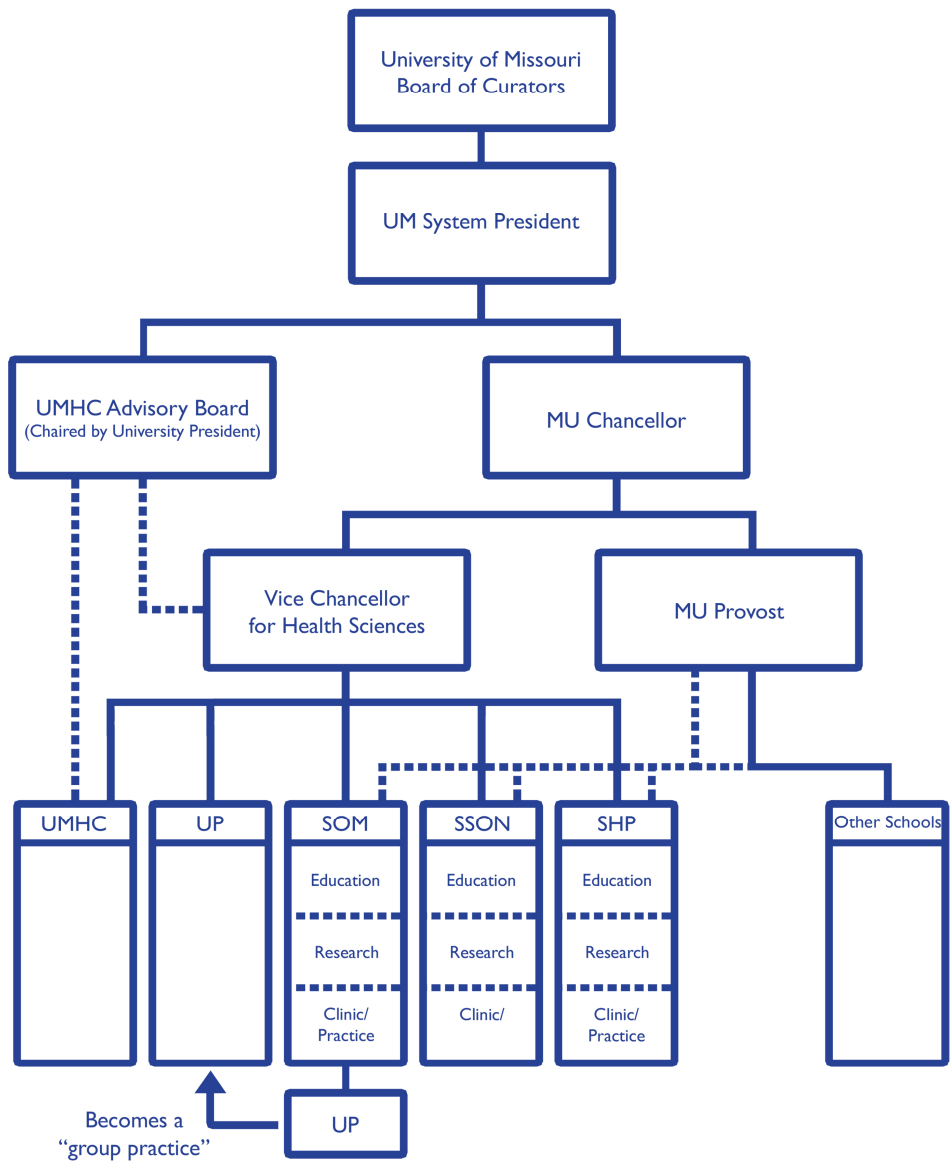 University of Missouri
Board of Curators
UM System President
UMHC Advisory Board
(Chaired by University President)
MU Chancellor
Vice Chancellor
for Health Sciences
MU Provost
UMHC
UP
SOM
SSON
SHP
Other Schools
Education
Education
Education
Research
Research
Research
Clinic/
Practice
Clinic/
Clinic/
Practice
Becomes a
“group practice”
UP